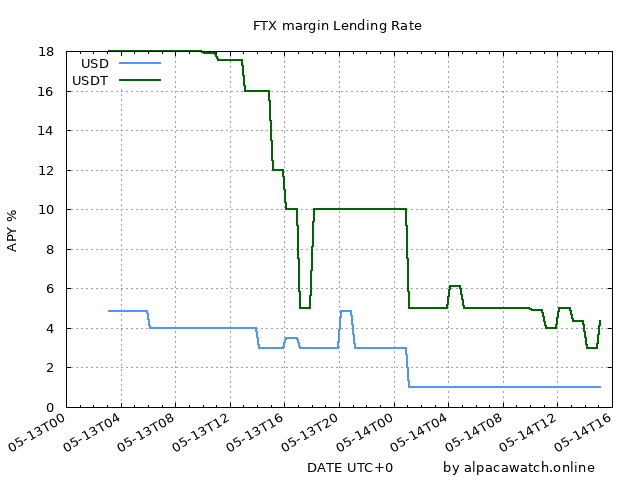 FTX margin Lending Rate
USD
USDT
APY %
18
16
14
12
10
8
6
4
2
0
05-13T00
05-13T04
05-13T08
05-13T12
05-13T16
05-13T20
05-14T00
05-14T04
05-14T08
05-14T12
05-14T16
DATE UTC+0 by alpacawatch.online